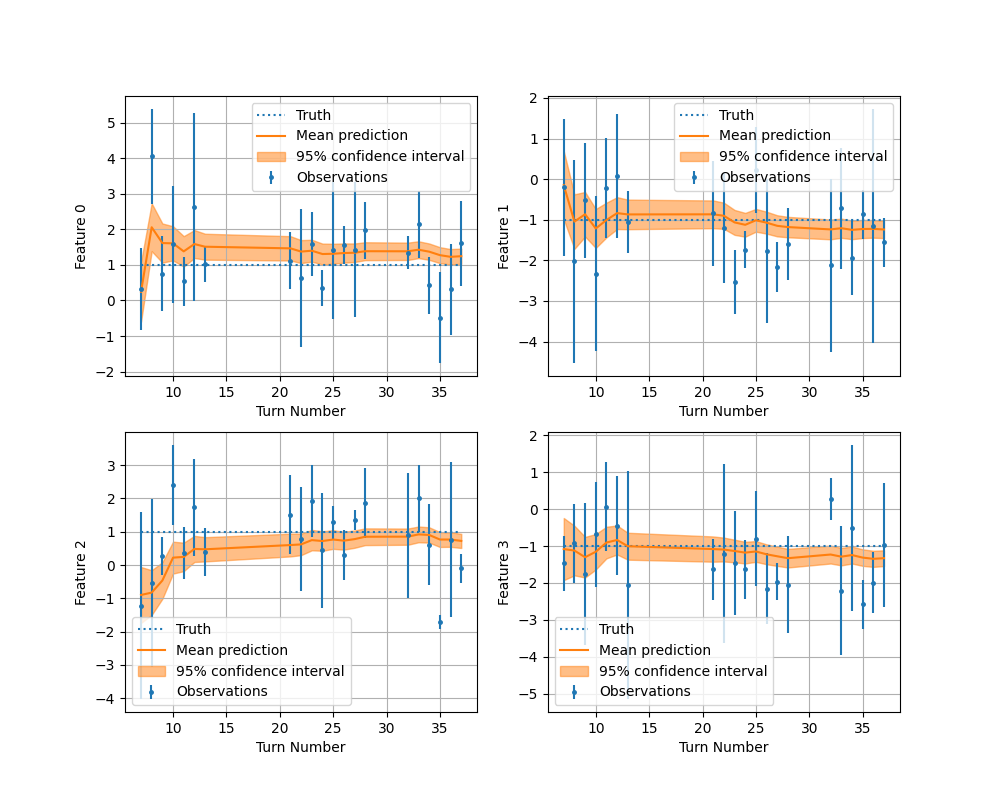 Feature 0
5
4
3
2
1
0
−1
−2
Truth
Mean prediction
95% confidence interval
Observations
10 15 20 25 30 35
Turn Number
Feature 1
2
1
0
−1
−2
−3
−4
Truth
Mean prediction
95% confidence interval
Observations
10 15 20 25 30 35
Turn Number
Feature 2
3
2
1
0
−1
−2
−3
−4
Truth
Mean prediction
95% confidence interval
Observations
10 15 20 25 30 35
Turn Number
Feature 3
2
1
0
−1
−2
−3
−4
−5
Truth
Mean prediction
95% confidence interval
Observations
10 15 20 25 30 35
Turn Number